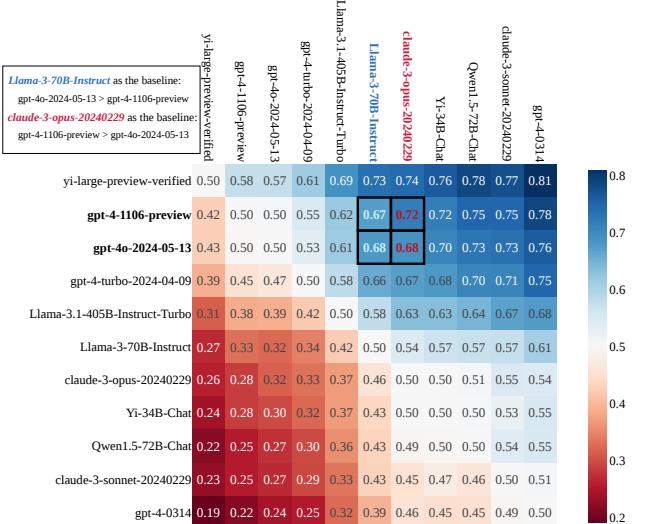 yi-large-preview-verified
gpt-4-1106-preview
gpt-4o-2024-05-13
gpt-4-turbo-2024-04-09
Llama-3.1-405B-Instruct-Turbo
Llama-3-70B-Instruct
claude-3-opus-20240229
Yi-34B-Chat
Qwen1.5-72B-Chat
claude-3-sonnet-20240229
gpt-4-0314
Llama-3-70B-Instruct as the baseline:
gpt-4o-2024-05-13 > gpt-4-1106-preview
claude-3-opus-20240229 as the baseline:
gpt-4-1106-preview > gpt-4o-2024-05-13
yi-large-preview-verified 0.50 0.58 0.57 0.61 0.69 0.73 0.74 0.76 0.78 0.77 0.81
gpt-4-1106-preview 0.42 0.50 0.50 0.55 0.62 0.67 0.72 0.72 0.75 0.75 0.78
gpt-4o-2024-05-13 0.43 0.50 0.50 0.53 0.61 0.68 0.68 0.70 0.73 0.73 0.76
gpt-4-turbo-2024-04-09 0.39 0.45 0.47 0.50 0.58 0.66 0.67 0.68 0.70 0.71 0.75
Llama-3.1-405B-Instruct-Turbo 0.31 0.38 0.39 0.42 0.50 0.58 0.63 0.63 0.64 0.67 0.68
Llama-3-70B-Instruct 0.27 0.33 0.32 0.34 0.42 0.50 0.54 0.57 0.57 0.57 0.61
claude-3-opus-20240229 0.26 0.28 0.32 0.33 0.37 0.46 0.50 0.50 0.51 0.55 0.54
Yi-34B-Chat 0.24 0.28 0.30 0.32 0.37 0.43 0.50 0.50 0.50 0.53 0.55
Qwen1.5-72B-Chat 0.22 0.25 0.27 0.30 0.36 0.43 0.49 0.50 0.50 0.54 0.55
claude-3-sonnet-20240229 0.23 0.25 0.27 0.29 0.33 0.43 0.45 0.47 0.46 0.50 0.51
gpt-4-0314 0.19 0.22 0.24 0.25 0.32 0.39 0.46 0.45 0.45 0.49 0.50
0.8
0.7
0.6
0.5
0.4
0.3
0.2